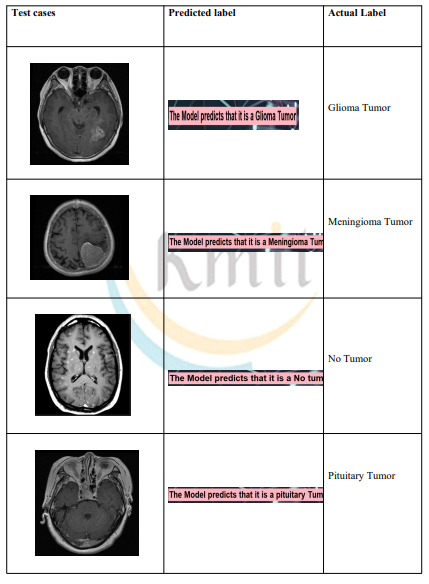 Test cases Predicted label Actual Label
The Model predicts that it is a Glioma Tumor
Glioma Tumor
Meningioma Tumor
The Model predicts that it is a Meningioma Tum
kmit
No Tumor
The Model predicts that it is a No tum
Pituitary Tumor
The Model predicts that it is a pituitary Tum